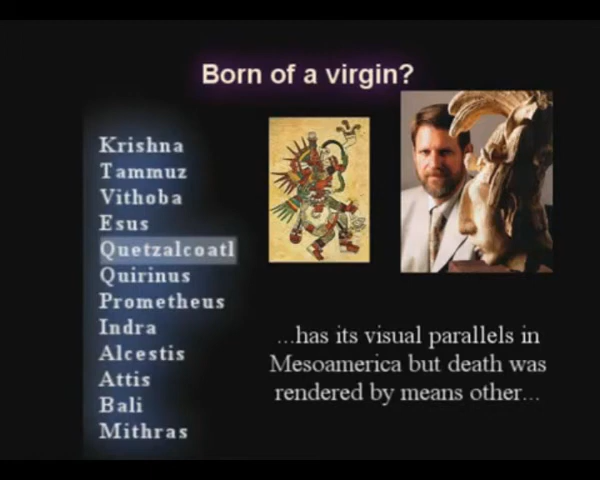 Born of a virgin?
Krishna
Tammuz
Vithoba
Esus
Quetzalcoatl
Quirinus
Prometheus
Indra
Alcestis
Attis
Bali
Mithras
...has its visual parallels in
Mesoamerica but death was
rendered by means other...